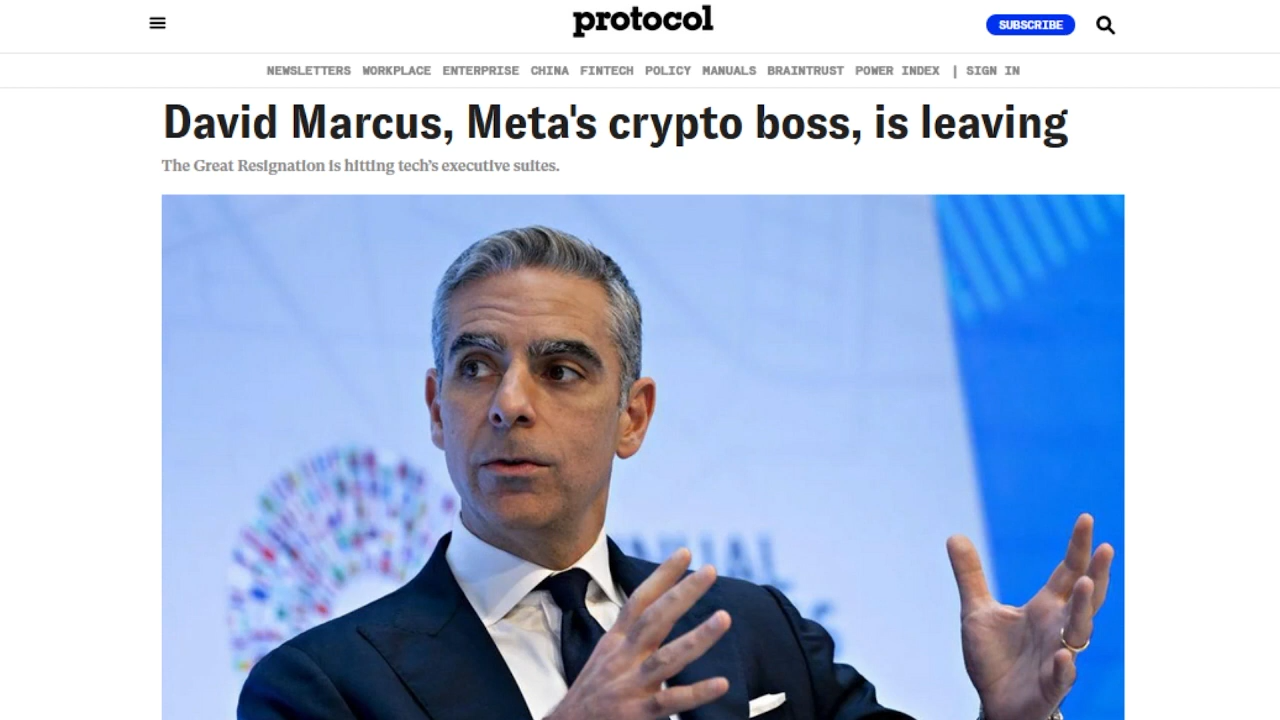 protocol
SUBSCRIBE
NEWSLETTERS WORKPLACE ENTERPRISE CHINA FINTECH POLICY MANUALS BRAINTRUST POWER INDEX | SIGN IN
David Marcus, Meta's crypto boss, is leaving
The Great Resignation is hitting tech's executive suites.